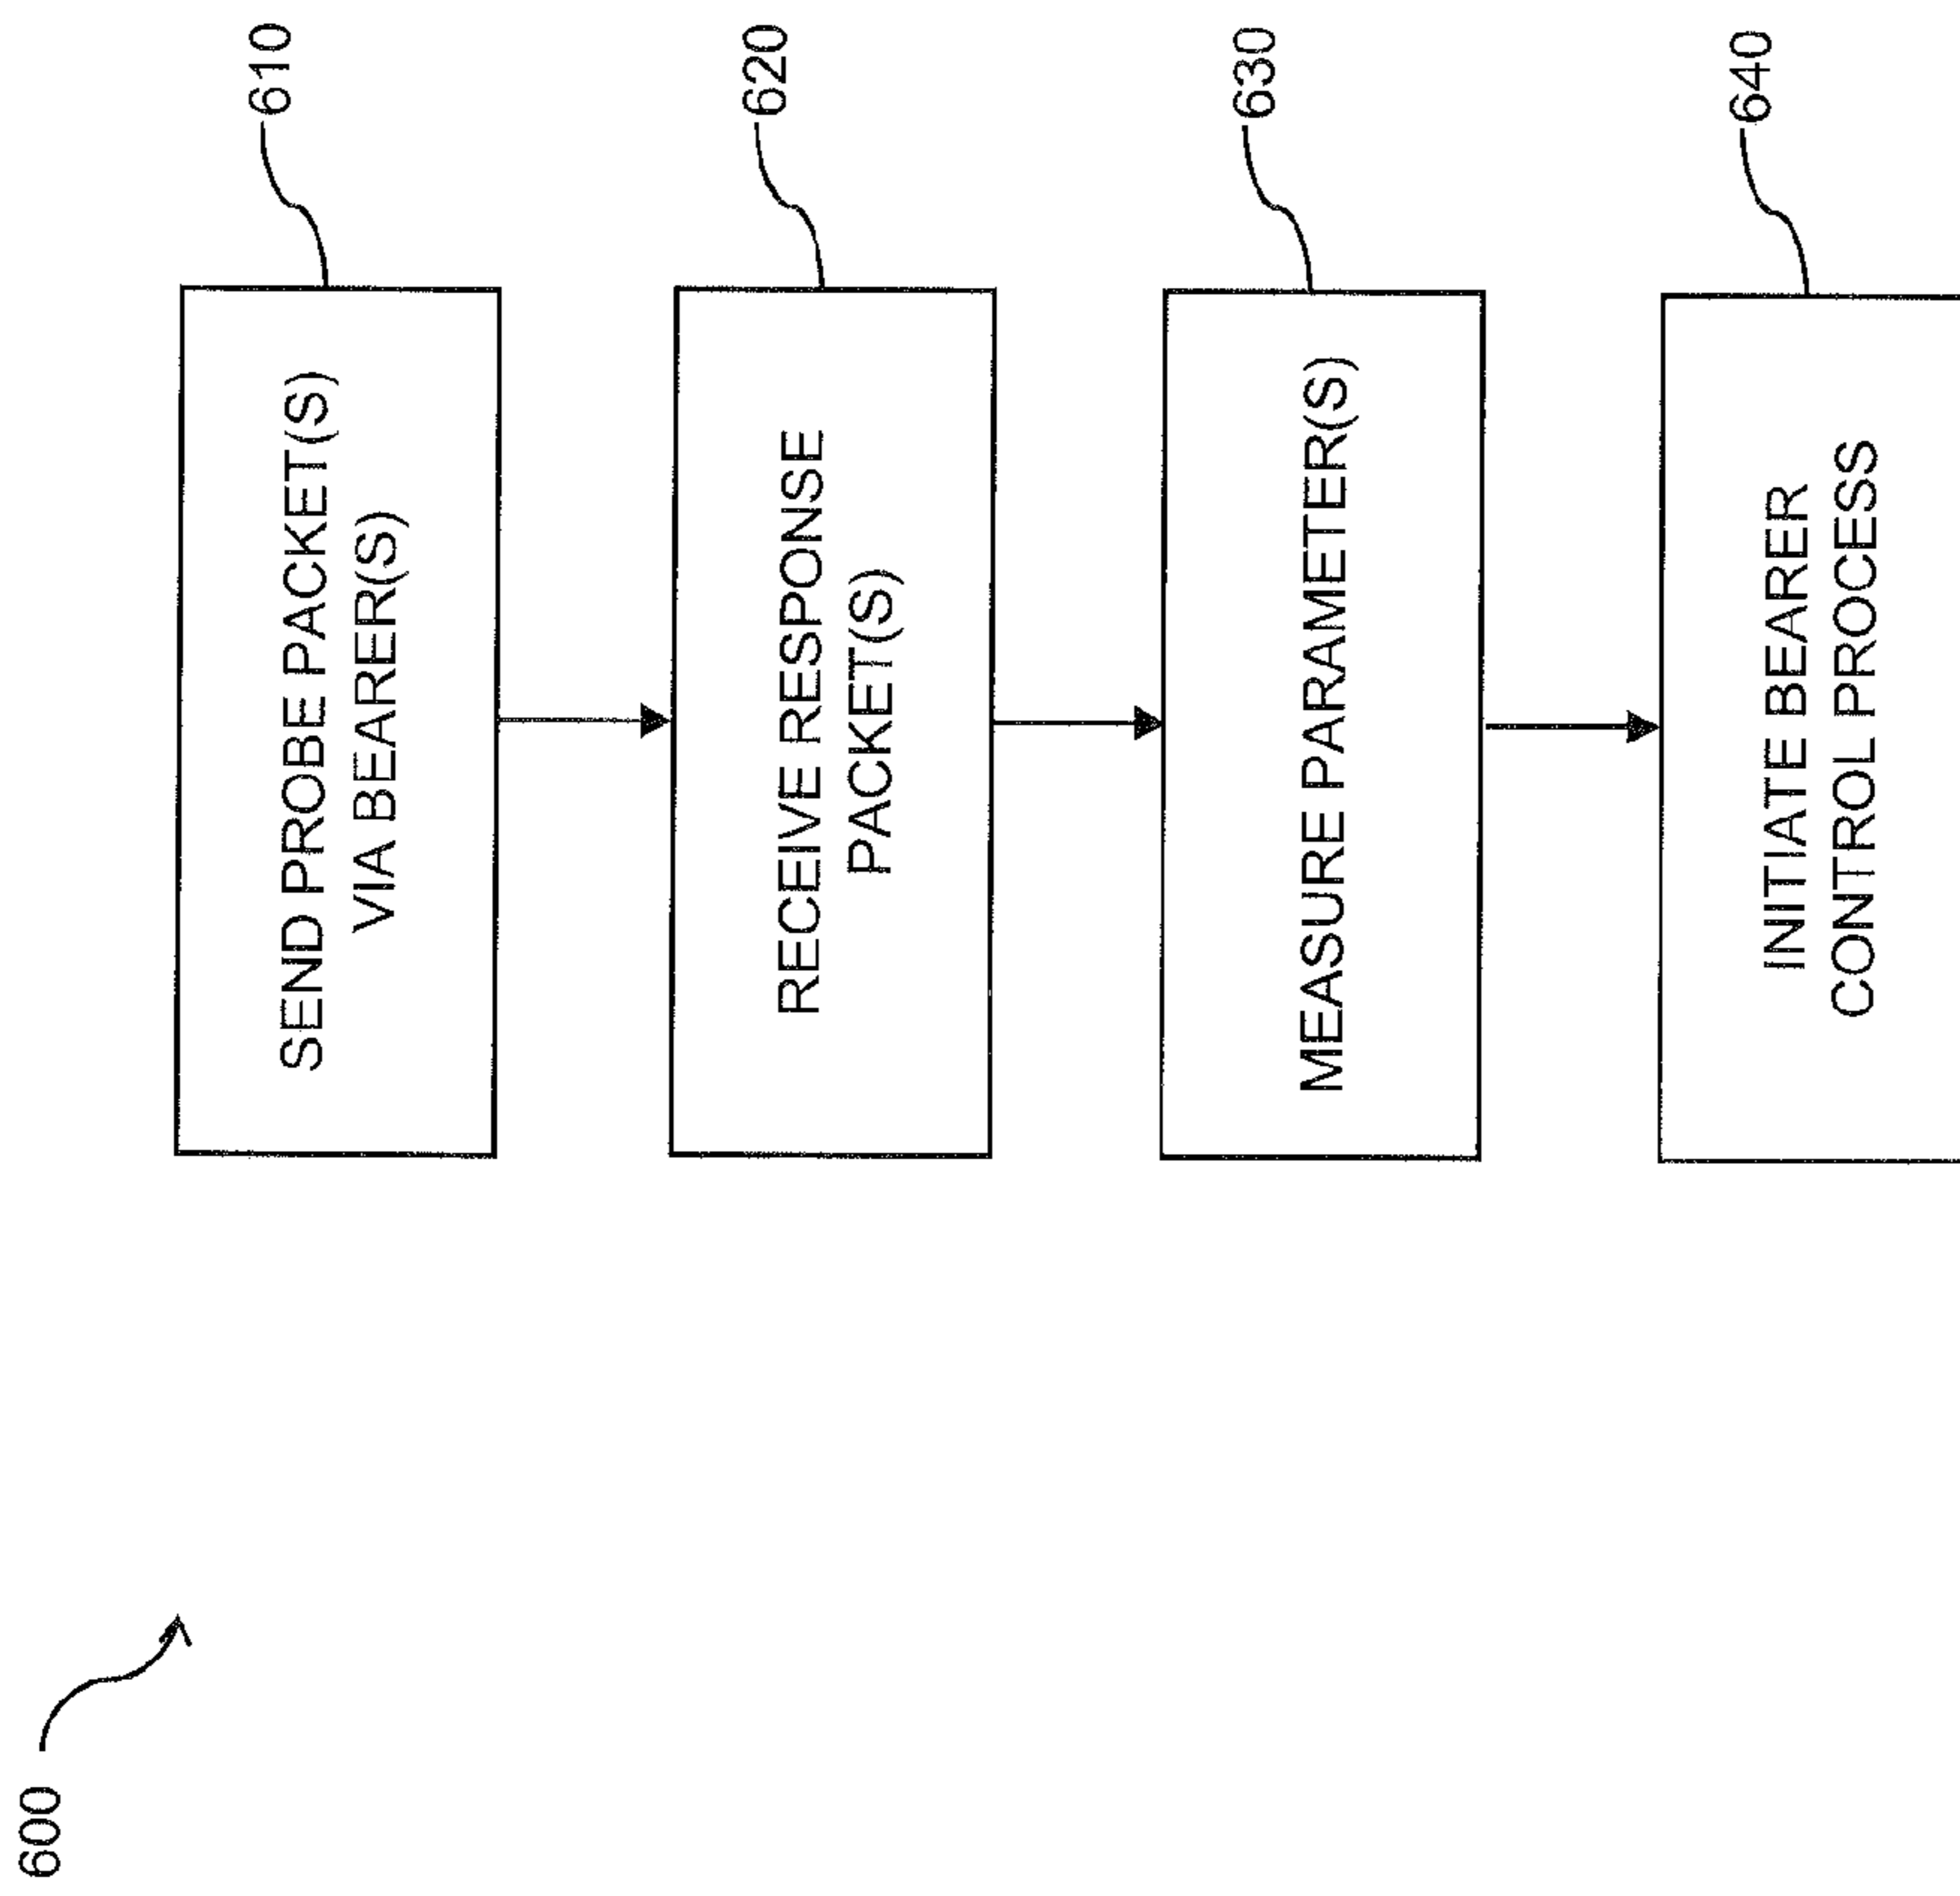 600
SEND PROBE PACKET(S)
VIA BEARER(S)
610
RECEIVE RESPONSE
PACKET(S)
620
MEASURE PARAMETER(S)
630
INITIATE BEARER
CONTROL PROCESS
640